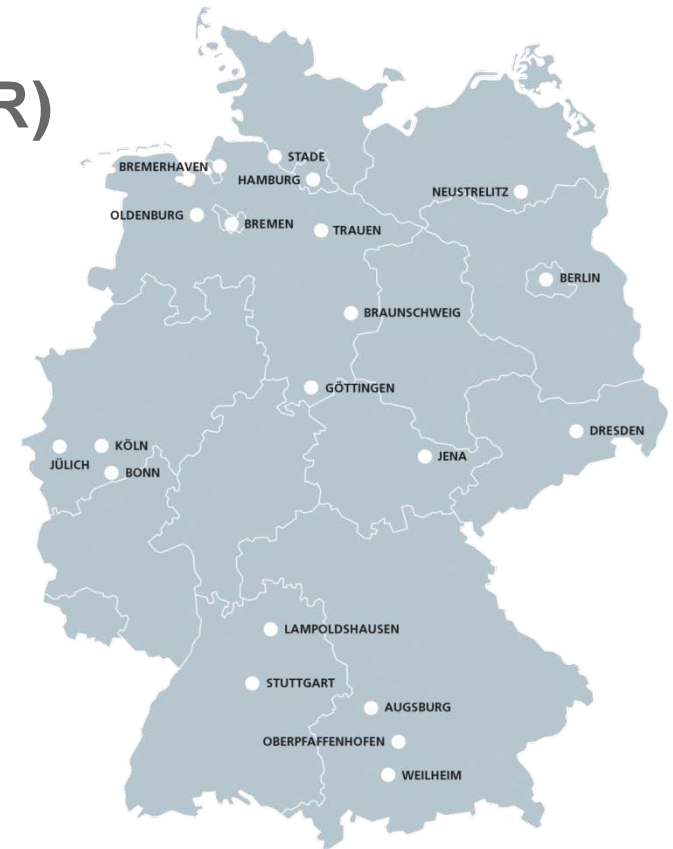 R)
STADE
BREMERHAVEN
HAMBURG
NEUSTRELITZ
OLDENBURG
BREMEN
TRAUEN
BERLIN
BRAUNSCHWEIG
GÖTTINGEN
DRESDEN
KÖLN
JENA
JÜLICH
BONN
LAMPOLDSHAUSEN
STUTTGART
AUGSBURG
OBERPFAFFENHOFEN
WEILHEIM